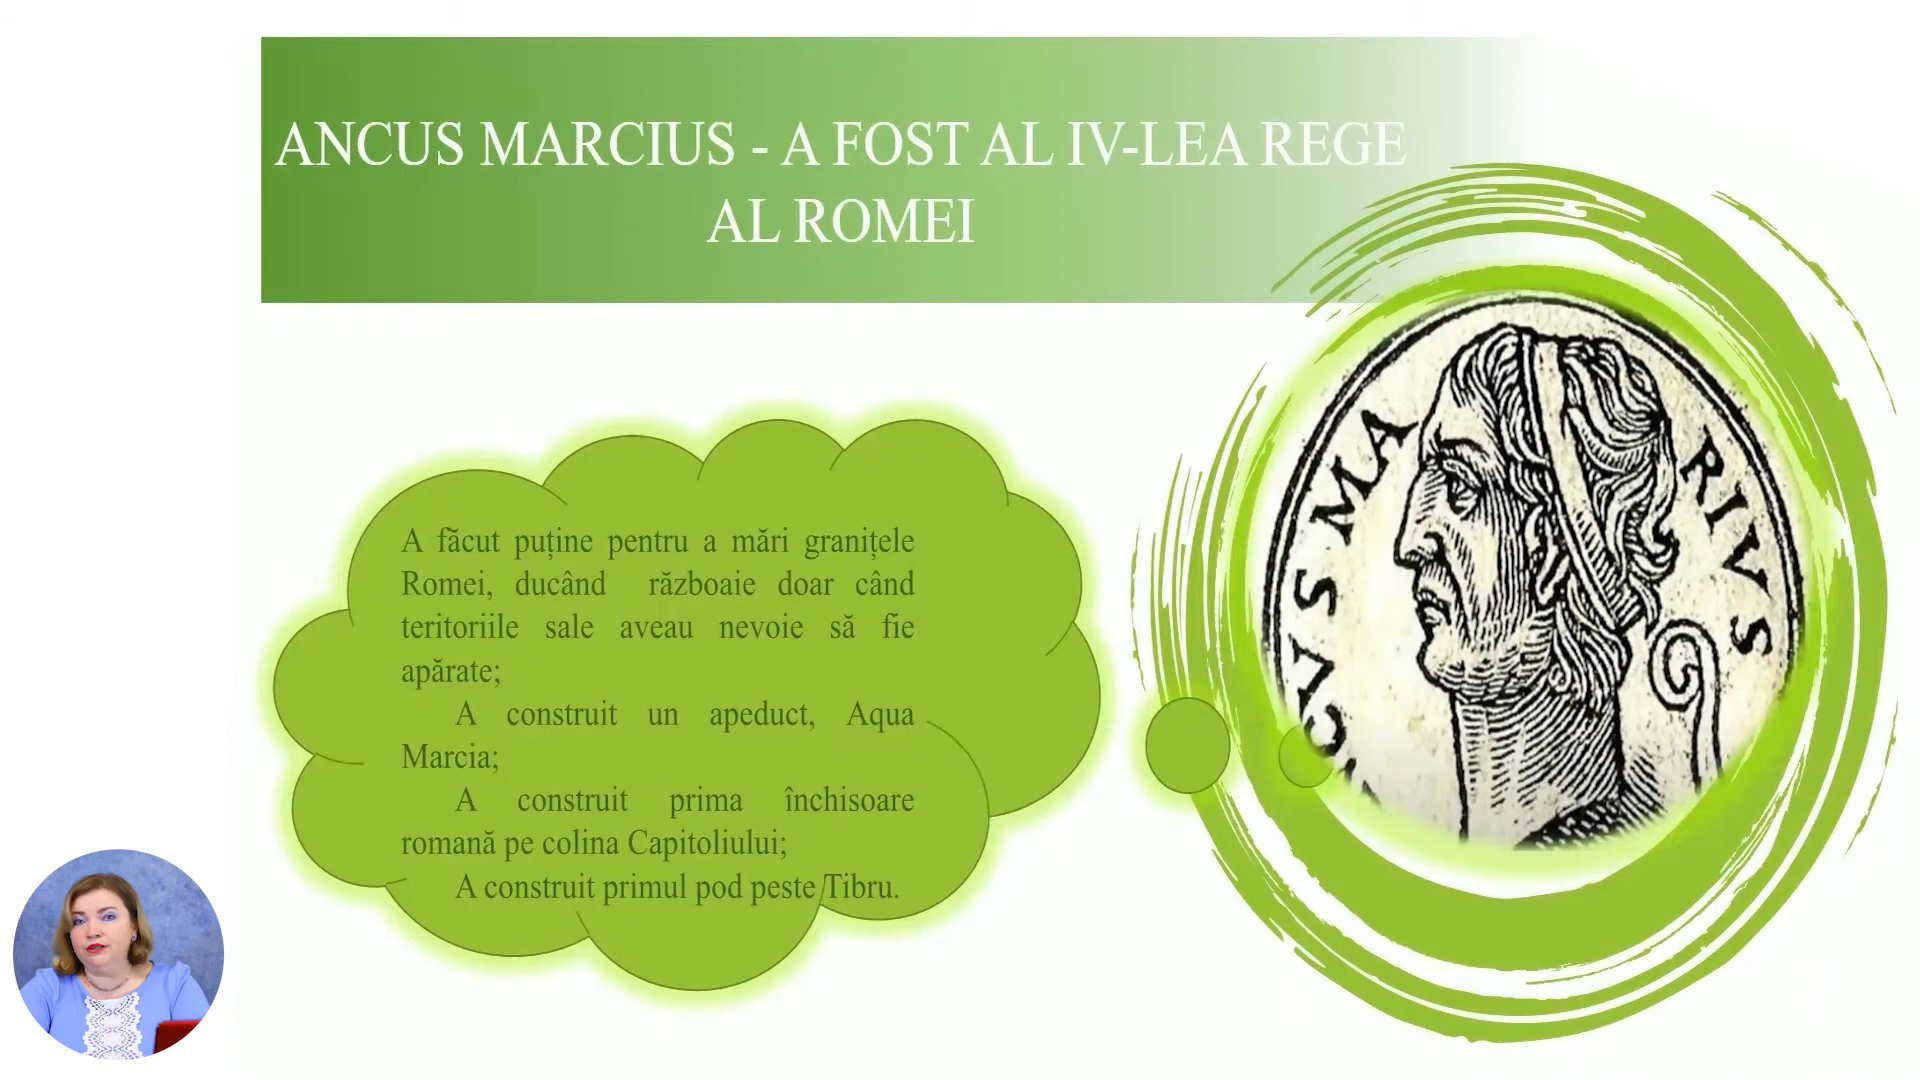 ANCUS MARCIUS - A FOST AL IV-LEA REGE
AL ROMEI
A făcut puține pentru a mări granițele
Romei, ducând războaie doar când
teritoriile sale aveau nevoie să fie
apărate;
A construit un apeduct, Aqua
Marcia;
A construit prima închisoare
romană pe colina Capitoliului;
A construit primul pod peste Tibru.
CVS MA RIVS